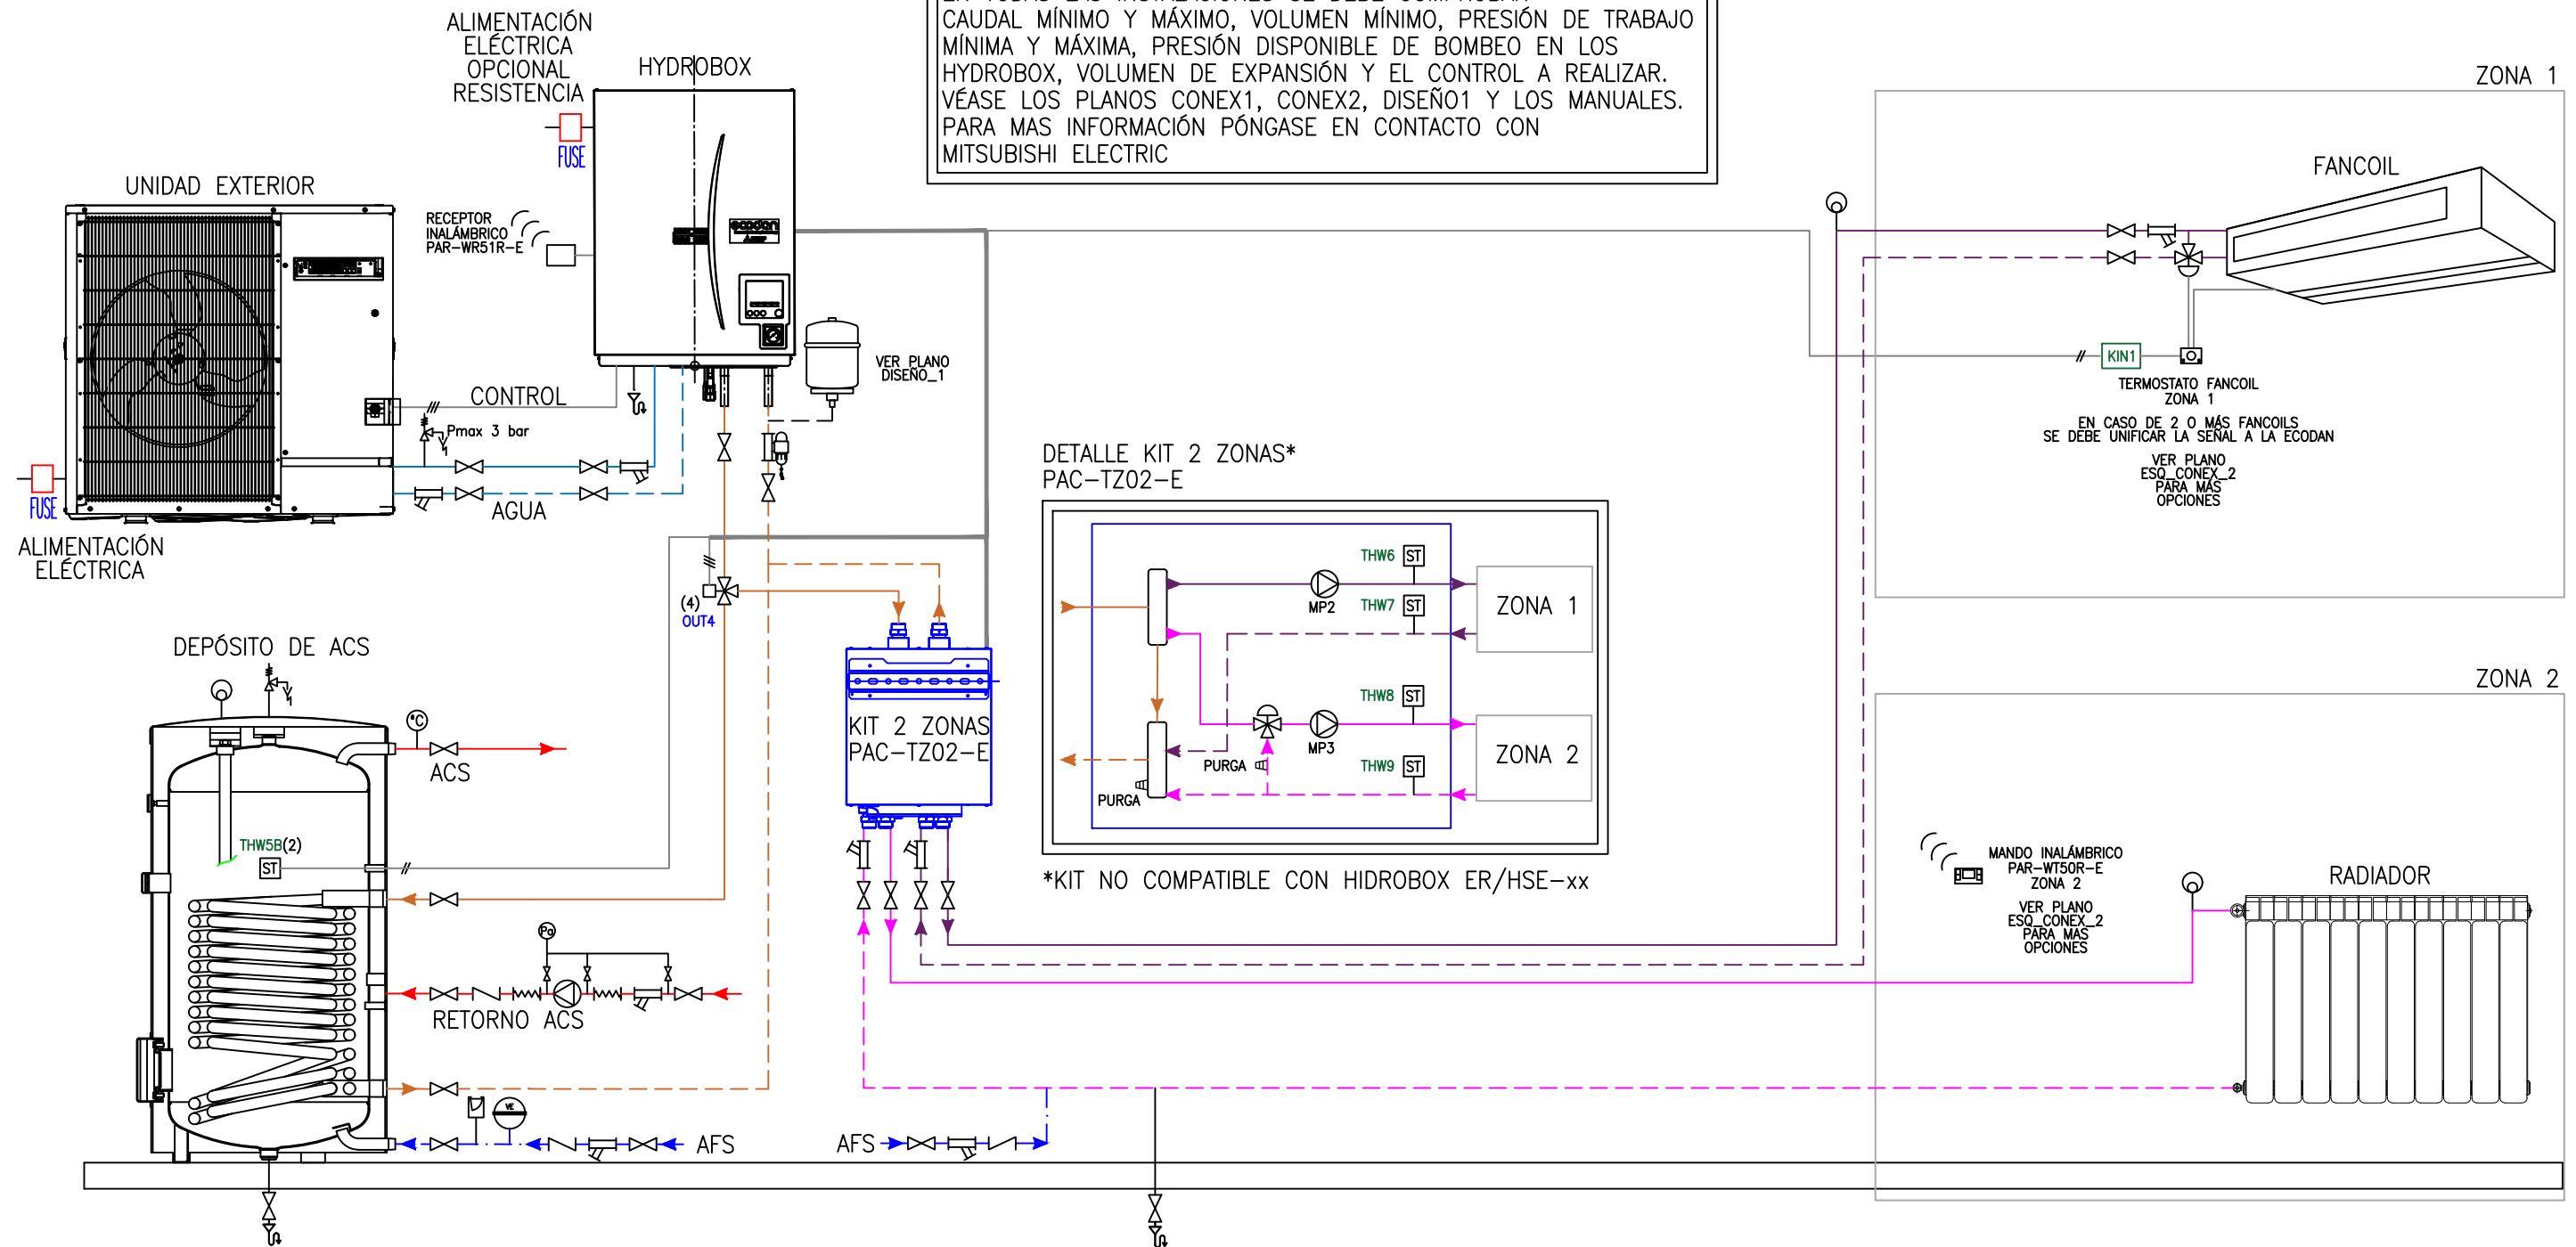 CAUDAL MÍNIMO Y MÁXIMO, VOLUMEN MÍNIMO, PRESIÓN DE TRABAJO
MÍNIMA Y MÁXIMA, PRESIÓN DISPONIBLE DE BOMBEO EN LOS
HYDROBOX, VOLUMEN DE EXPANSIÓN Y EL CONTROL A REALIZAR.
VÉASE LOS PLANOS CONEX1, CONEX2, DISEÑO1 Y LOS MANUALES.
PARA MAS INFORMACIÓN PÓNGASE EN CONTACTO CON
MITSUBISHI ELECTRIC
ALIMENTACIÓN
ELÉCTRICA
OPCIONAL
RESISTENCIA
FUSE
HYDROBOX
ecodan
UNIDAD EXTERIOR
RECEPTOR
INALÁMBRICO
PAR-WR51R-E
VER PLANO
DISEÑO_1
CONTROL
Pmax 3 bar
AGUA
FUSE
ALIMENTACIÓN
ELÉCTRICA
(4)
OUT4
DEPÓSITO DE ACS
°C
ACS
THW5B(2)
ST
Pa
RETORNO ACS
VE
AFS
KIT 2 ZONAS
PAC-TZ02-E
AFS
DETALLE KIT 2 ZONAS*
PAC-TZ02-E
THW6 ST
MP2
THW7 ST
ZONA 1
THW8 ST
MP3
PURGA
THW9 ST
ZONA 2
PURGA
*KIT NO COMPATIBLE CON HIDROBOX ER/HSE-xx
ZONA 1
FANCOIL
KIN1
TERMOSTATO FANCOIL
ZONA 1
EN CASO DE 2 O MÁS FANCOILS
SE DEBE UNIFICAR LA SEÑAL A LA ECODAN
VER PLANO
ESQ_CONEX_2
PARA MÁS
OPCIONES
ZONA 2
MANDO INALÁMBRICO
PAR-WT50R-E
ZONA 2
VER PLANO
ESQ_CONEX_2
PARA MAS
OPCIONES
RADIADOR